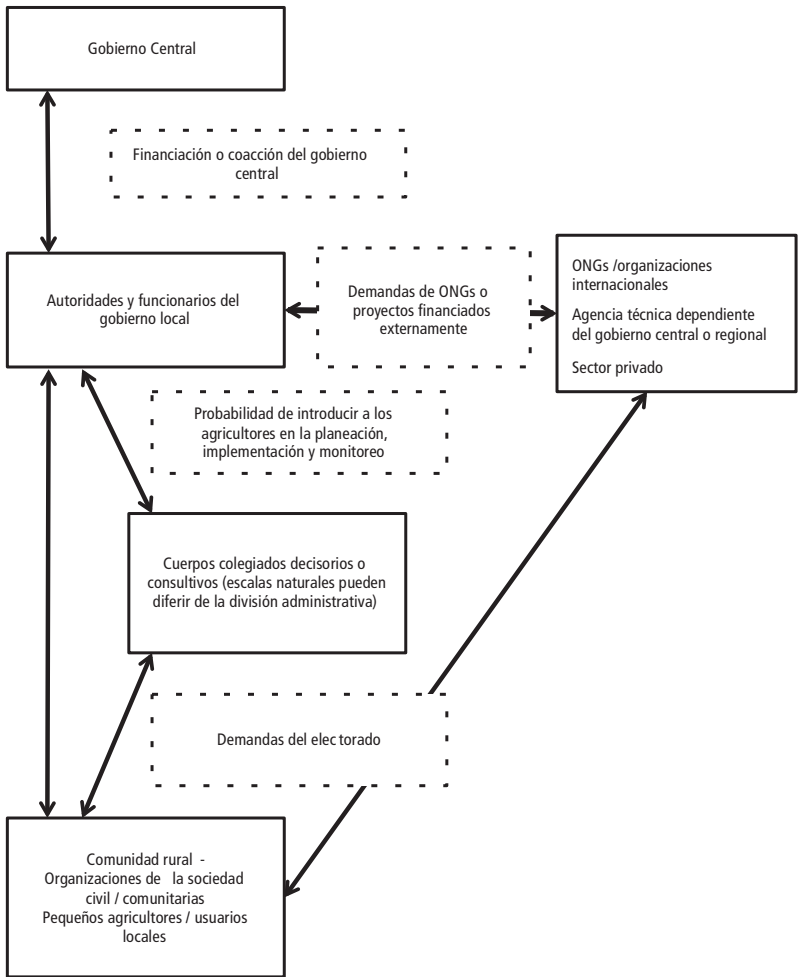 Gobierno Central
Financiación o coacción del gobierno
central
Autoridades y funcionarios del
gobierno local
Demandas de ONGs o
proyectos financiados
externamente
ONGs /organizaciones
internacionales
Agencia técnica dependiente
del gobierno central o regional
Sector privado
Probabilidad de introducir a los
agricultores en la planeación,
implementación y monitoreo
Cuerpos colegiados decisorios o
consultivos (escalas naturales pueden
diferir de la división administrativa)
Demandas del elec torado
Comunidad rural -
Organizaciones de la sociedad
civil / comunitarias
Pequeños agricultores / usuarios
locales